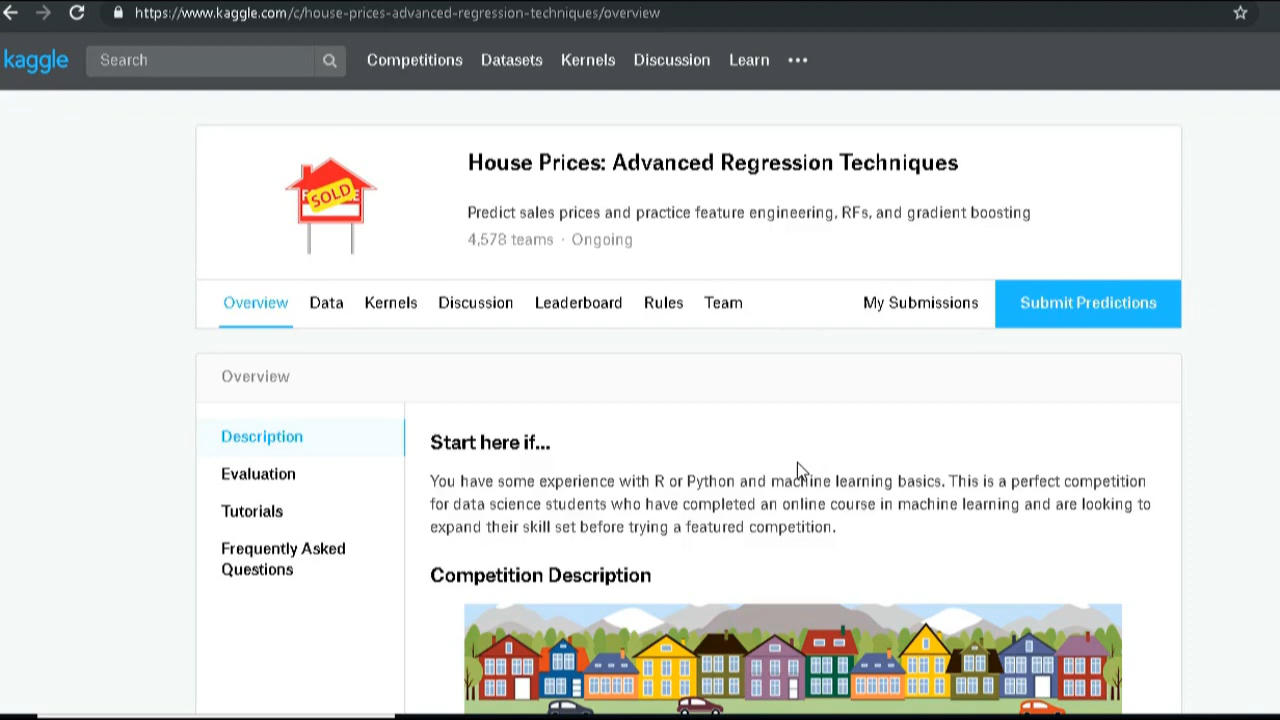 https://www.kaggle.com/c/house-prices-advanced-regression-techniques/overview
kaggle
Search
Competitions Datasets Kernels Discussion Learn •••
SOLD
House Prices: Advanced Regression Techniques
Predict sales prices and practice feature engineering, RFs, and gradient boosting
4,578 teams · Ongoing
Overview Data Kernels Discussion Leaderboard Rules Team My Submissions Submit Predictions
Overview
Description
Evaluation
Tutorials
Frequently Asked
Questions
Start here if...
You have some experience with R or Python and machine learning basics. This is a perfect competition
for data science students who have completed an online course in machine learning and are looking to
expand their skill set before trying a featured competition.
Competition Description